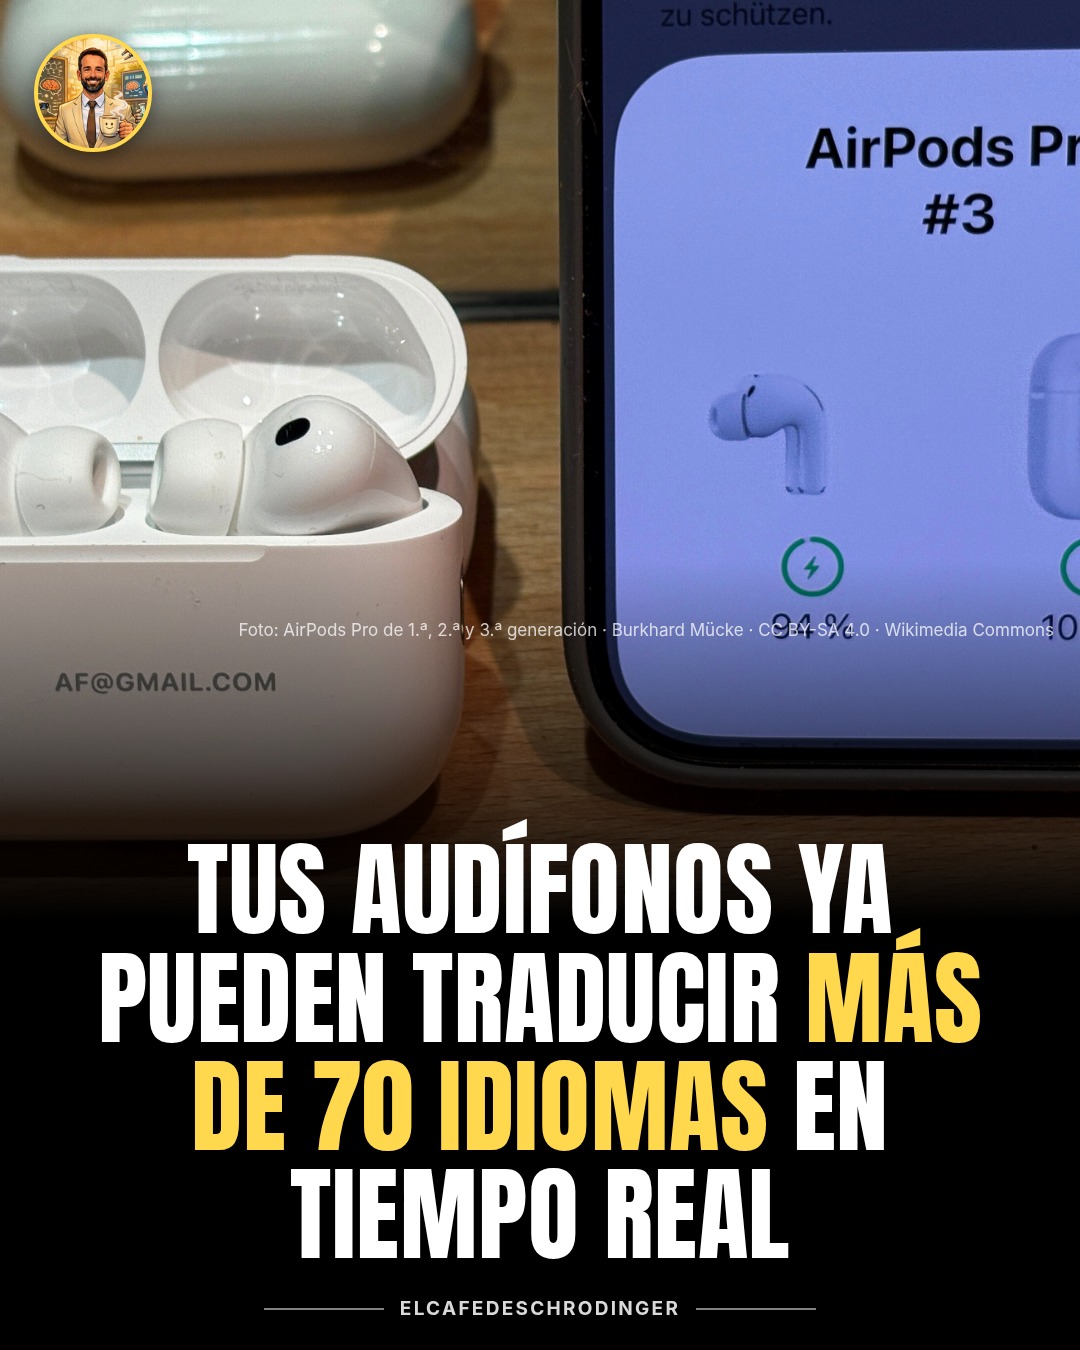 zu schützen.
AirPods Pr
#3
94 %
10
Foto: AirPods Pro de 1.ª, 2.ª y 3.ª generación · Burkhard Mücke · CC BY-SA 4.0 · Wikimedia Commons
AF@GMAIL.COM
TUS AUDÍFONOS YA
PUEDEN TRADUCIR MÁS
DE 70 IDIOMAS EN
TIEMPO REAL
ELCAFEDESCHRODINGER